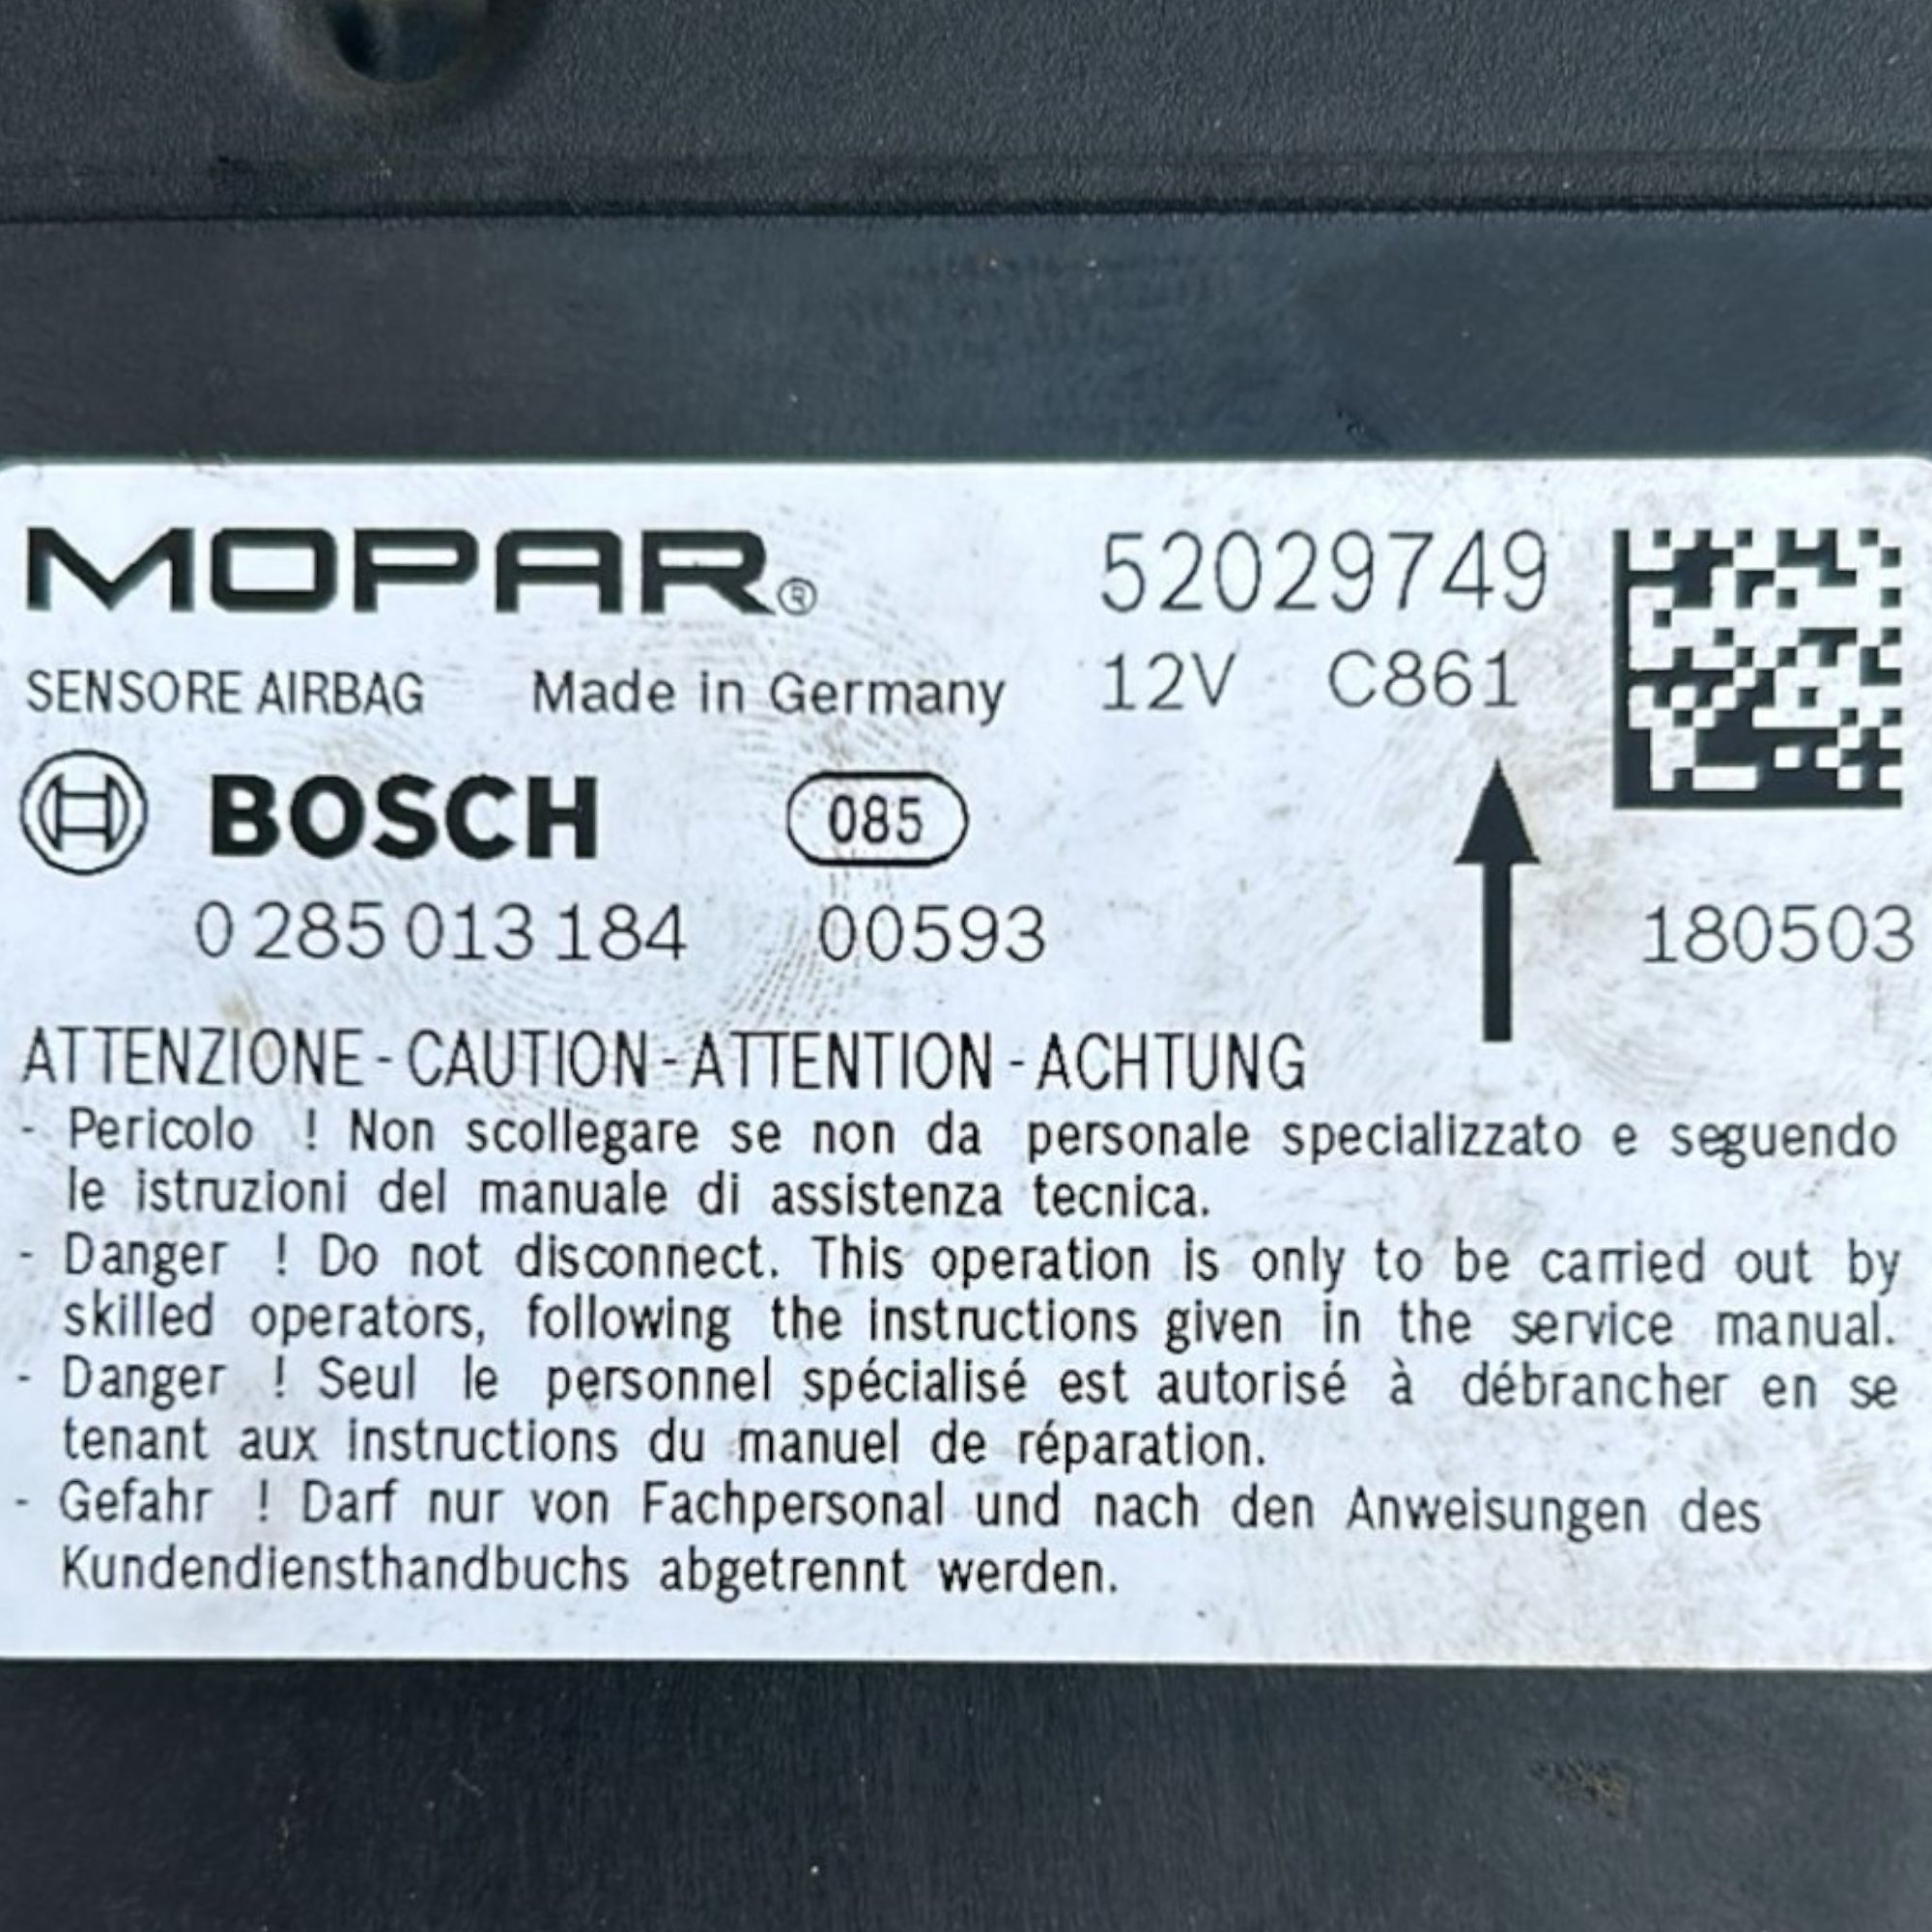 MOPAR® 52029749
SENSORE AIRBAG Made in Germany 12V C861
BOSCH 085
0 285 013 184 00593 180503
ATTENZIONE - CAUTION - ATTENTION - ACHTUNG
- Pericolo ! Non scollegare se non da personale specializzato e seguendo
le istruzioni del manuale di assistenza tecnica.
- Danger ! Do not disconnect. This operation is only to be carried out by
skilled operators, following the instructions given in the service manual.
- Danger ! Seul le personnel spécialisé est autorisé à débrancher en se
tenant aux instructions du manuel de réparation.
- Gefahr ! Darf nur von Fachpersonal und nach den Anweisungen des
Kundendiensthandbuchs abgetrennt werden.